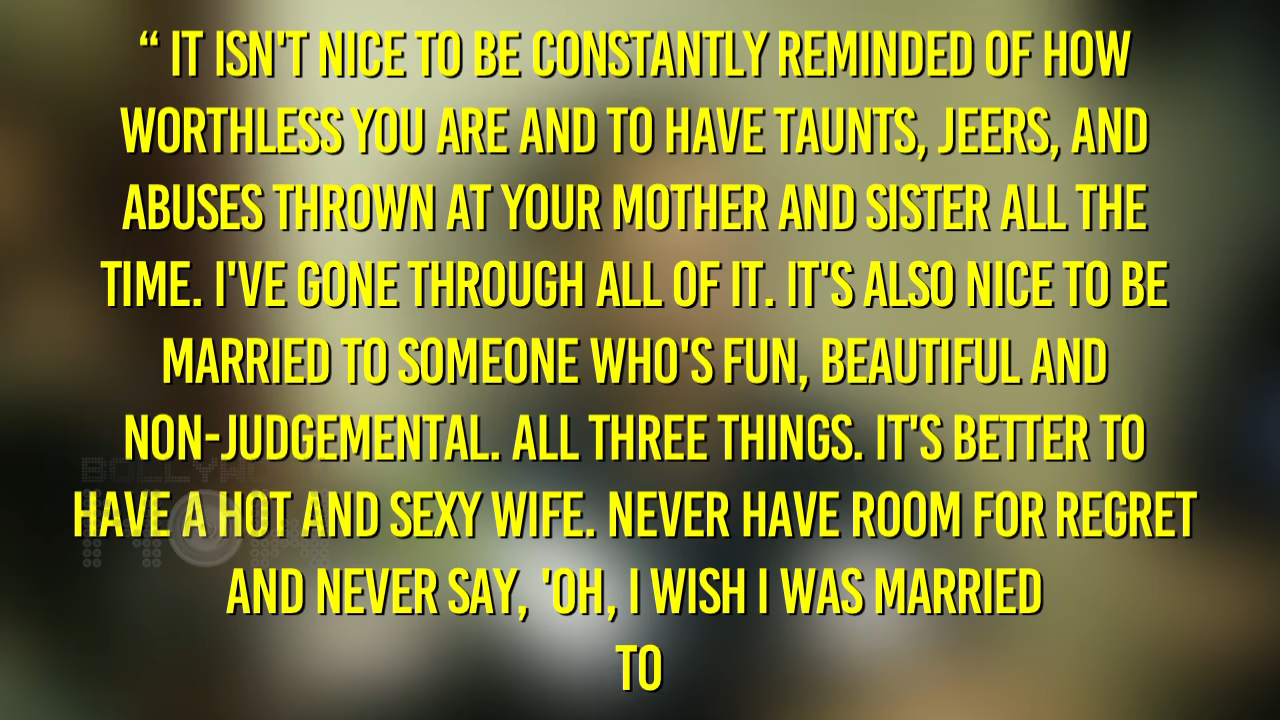 “ IT ISN'T NICE TO BE CONSTANTLY REMINDED OF HOW
WORTHLESS YOU ARE AND TO HAVE TAUNTS, JEERS, AND
ABUSES THROWN AT YOUR MOTHER AND SISTER ALL THE
TIME. I'VE GONE THROUGH ALL OF IT. IT'S ALSO NICE TO BE
MARRIED TO SOMEONE WHO'S FUN, BEAUTIFUL AND
NON-JUDGEMENTAL. ALL THREE THINGS. IT'S BETTER TO
HAVE A HOT AND SEXY WIFE. NEVER HAVE ROOM FOR REGRET
AND NEVER SAY, 'OH, I WISH I WAS MARRIED
TO